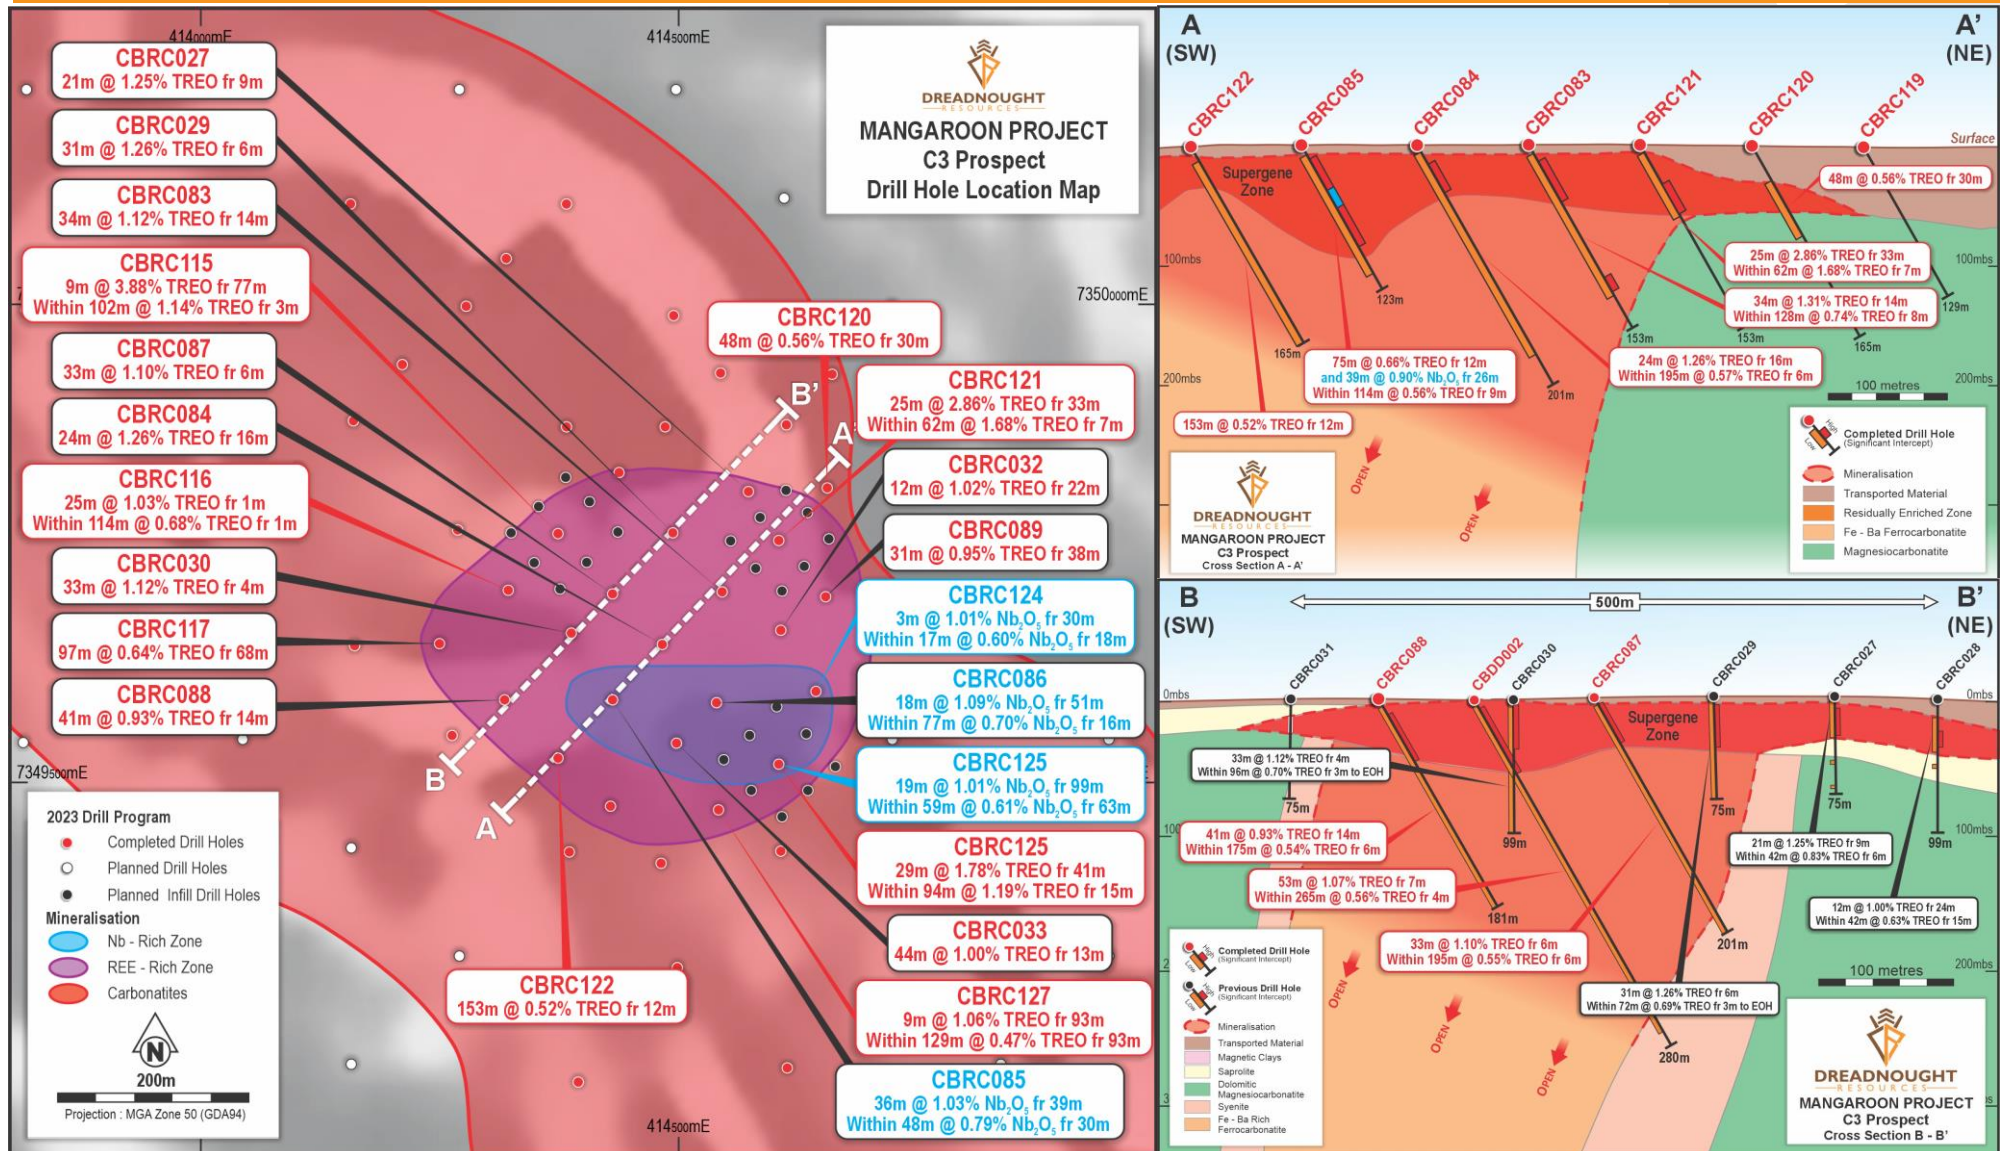 414000mE
414500mE
CBRC027
21m @ 1.25% TREO fr 9m
CBRC029
31m @ 1.26% TREO fr 6m
CBRC083
34m @ 1.12% TREO fr 14m
CBRC115
9m @ 3.88% TREO fr 77m
Within 102m @ 1.14% TREO fr 3m
CBRC087
33m @ 1.10% TREO fr 6m
CBRC084
24m @ 1.26% TREO fr 16m
CBRC116
25m @ 1.03% TREO fr 1m
Within 114m @ 0.68% TREO fr 1m
CBRC030
33m @ 1.12% TREO fr 4m
CBRC117
97m @ 0.64% TREO fr 68m
CBRC088
41m @ 0.93% TREO fr 14m
DREADNOUGHT
RESOURCES
MANGAROON PROJECT
C3 Prospect
Drill Hole Location Map
7350000mE
CBRC120
48m @ 0.56% TREO fr 30m
B'
A'
CBRC121
25m @ 2.86% TREO fr 33m
Within 62m @ 1.68% TREO fr 7m
CBRC032
12m @ 1.02% TREO fr 22m
CBRC089
31m @ 0.95% TREO fr 38m
CBRC124
3m @ 1.01% Nb₂O₅ fr 30m
Within 17m @ 0.60% Nb₂O₅ fr 18m
CBRC086
18m @ 1.09% Nb₂O₅ fr 51m
Within 77m @ 0.70% Nb₂O₅ fr 16m
CBRC125
19m @ 1.01% Nb₂O₅ fr 99m
Within 59m @ 0.61% Nb₂O₅ fr 63m
CBRC125
29m @ 1.78% TREO fr 41m
Within 94m @ 1.19% TREO fr 15m
CBRC033
44m @ 1.00% TREO fr 13m
CBRC127
9m @ 1.06% TREO fr 93m
Within 129m @ 0.47% TREO fr 93m
CBRC085
36m @ 1.03% Nb₂O₅ fr 39m
Within 48m @ 0.79% Nb₂O₅ fr 30m
CBRC122
153m @ 0.52% TREO fr 12m
B
A
7349500mE
414500mE
2023 Drill Program
Completed Drill Holes
Planned Drill Holes
Planned Infill Drill Holes
Mineralisation
Nb - Rich Zone
REE - Rich Zone
Carbonatites
N
200m
Projection : MGA Zone 50 (GDA94)
A
(SW)
A'
(NE)
CBRC122
CBRC085
CBRC084
CBRC083
CBRC121
CBRC120
CBRC119
Surface
Supergene
Zone
48m @ 0.56% TREO fr 30m
100mbs
100mbs
25m @ 2.86% TREO fr 33m
Within 62m @ 1.68% TREO fr 7m
34m @ 1.31% TREO fr 14m
Within 128m @ 0.74% TREO fr 8m
123m
129m
153m
153m
165m
165m
75m @ 0.66% TREO fr 12m
and 39m @ 0.90% Nb₂O₅ fr 26m
Within 114m @ 0.56% TREO fr 9m
24m @ 1.26% TREO fr 16m
Within 195m @ 0.57% TREO fr 6m
200mbs
200mbs
201m
100 metres
153m @ 0.52% TREO fr 12m
OPEN
OPEN
DREADNOUGHT
RESOURCES
MANGAROON PROJECT
C3 Prospect
Cross Section A - A'
High
Low
Completed Drill Hole
(Significant Intercept)
Mineralisation
Transported Material
Residually Enriched Zone
Fe - Ba Ferrocarbonatite
Magnesiocarbonatite
B
(SW)
500m
B'
(NE)
CBRC031
CBRC088
CBDD002
CBRC030
CBRC087
CBRC029
CBRC027
CBRC028
0mbs
0mbs
Supergene
Zone
33m @ 1.12% TREO fr 4m
Within 96m @ 0.70% TREO fr 3m to EOH
75m
75m
75m
99m
99m
100mbs
41m @ 0.93% TREO fr 14m
Within 175m @ 0.54% TREO fr 6m
21m @ 1.25% TREO fr 9m
Within 42m @ 0.83% TREO fr 6m
53m @ 1.07% TREO fr 7m
Within 265m @ 0.56% TREO fr 4m
12m @ 1.00% TREO fr 24m
Within 42m @ 0.63% TREO fr 15m
181m
201m
33m @ 1.10% TREO fr 6m
Within 195m @ 0.55% TREO fr 6m
100 metres
200mbs
31m @ 1.26% TREO fr 6m
Within 72m @ 0.69% TREO fr 3m to EOH
280m
OPEN
OPEN
OPEN
High
Low
Completed Drill Hole
(Significant Intercept)
High
Low
Previous Drill Hole
(Significant Intercept)
Mineralisation
Transported Material
Magnetic Clays
Saprolite
Dolomitic
Magnesiocarbonatite
Syenite
Fe - Ba Rich
Ferrocarbonatite
DREADNOUGHT
RESOURCES
MANGAROON PROJECT
C3 Prospect
Cross Section B - B'